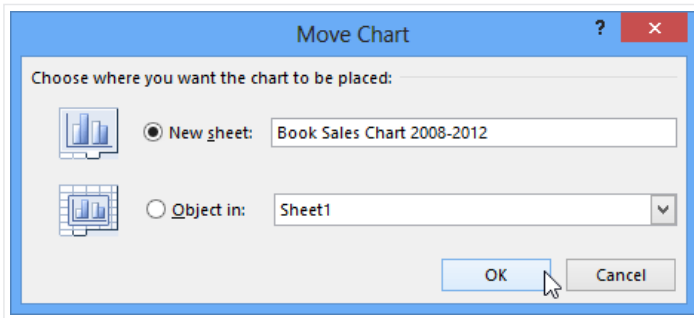 Move Chart ?
Choose where you want the chart to be placed:
New sheet: Book Sales Chart 2008-2012
Object in: Sheet1
OK Cancel